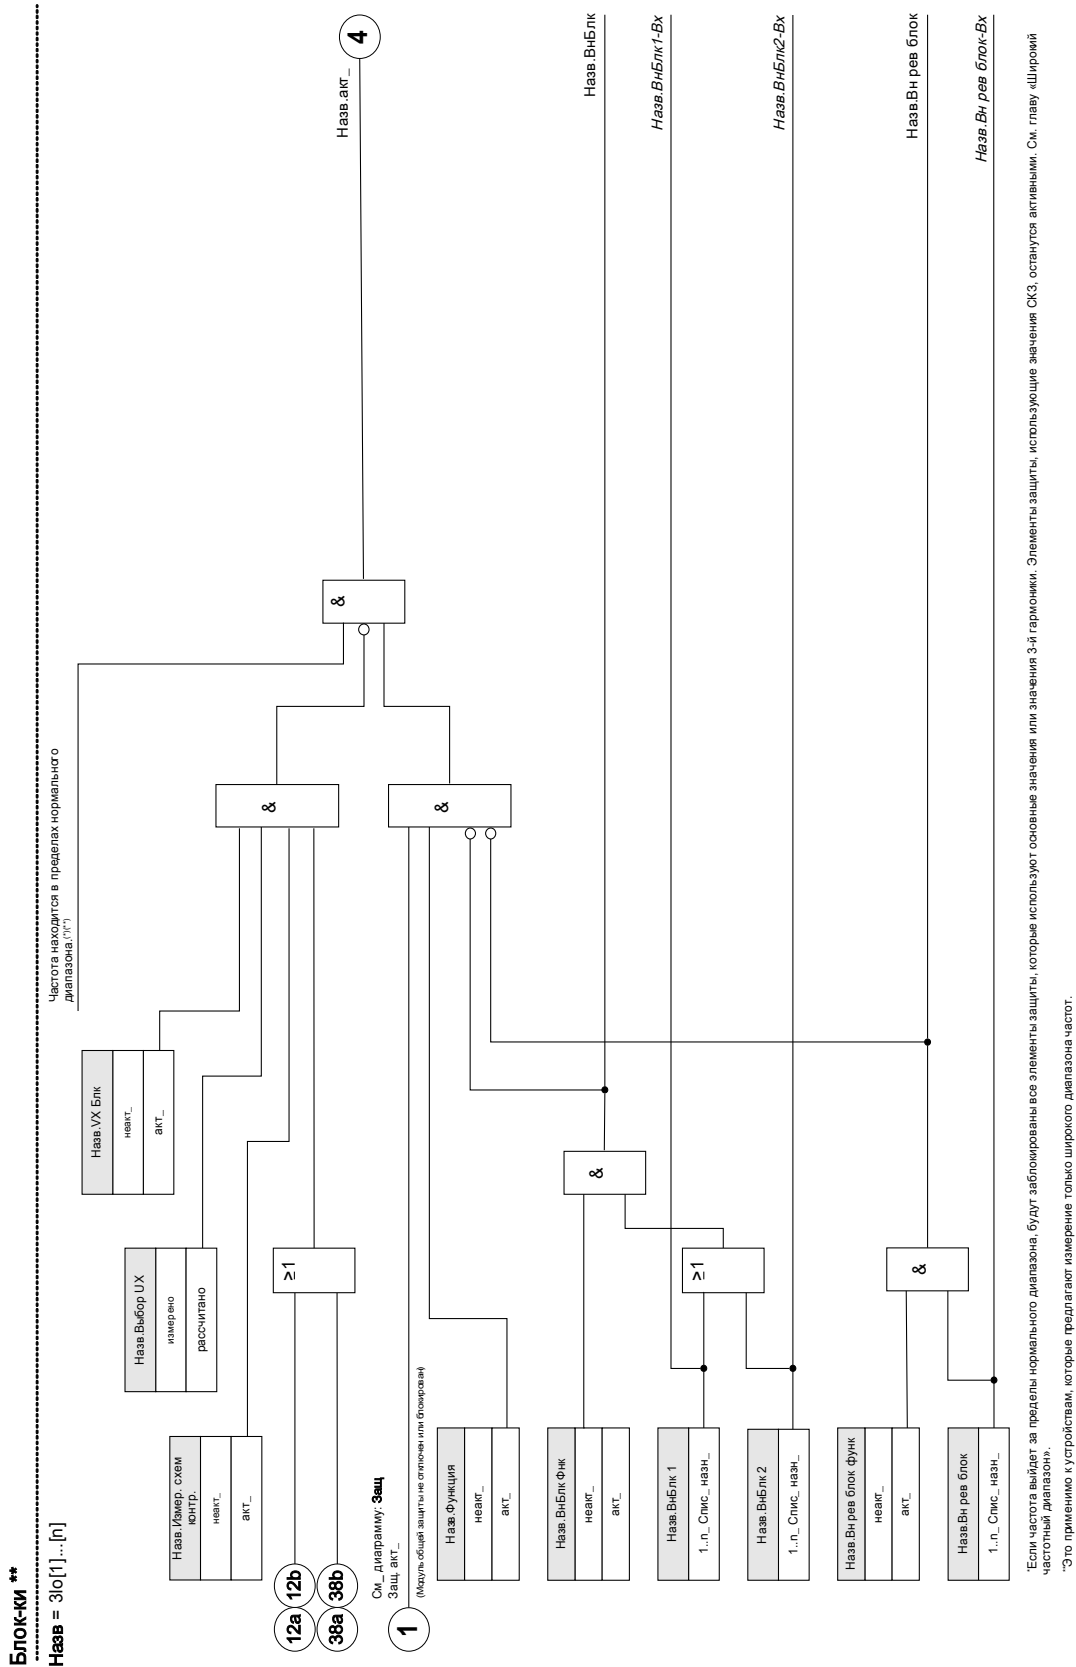 Блок-ки **
Назв = 3Io[1]...[n]
Частота находится в пределах нормального
диапазона.(*)(**)
Назв.VX Блк
неакт_
акт_
Назв.Выбор UX
измерено
рассчитано
Назв.Измер. схем
контр.
неакт_
акт_
12a
12b
38a
38b
≥1
&
&
&
Назв.акт_
4
См_ диаграмму: Защ
Защ. акт_
1
(Модуль общей защиты не отключен или блокирован)
Назв.Функция
неакт_
акт_
Назв.ВнБлк Фнк
неакт_
акт_
&
Назв.ВнБлк
Назв.ВнБлк 1
1..n_ Спис_ назн_
≥1
Назв.ВнБлк1-Вх
Назв.ВнБлк 2
1..n_ Спис_ назн_
Назв.ВнБлк2-Вх
Назв.Вн рев блок функ
неакт_
акт_
&
Назв.Вн рев блок
Назв.Вн рев блок
1..n_ Спис_ назн_
Назв.Вн рев блок-Вх
*Если частота выйдет за пределы нормального диапазона, будут заблокированы все элементы защиты, которые используют основные значения или значения 3-й гармоники. Элементы защиты, использующие значения СКЗ, останутся активными. См. главу «Широкий
частотный диапазон».
**Это применимо к устройствам, которые предлагают измерение только широкого диапазона частот.